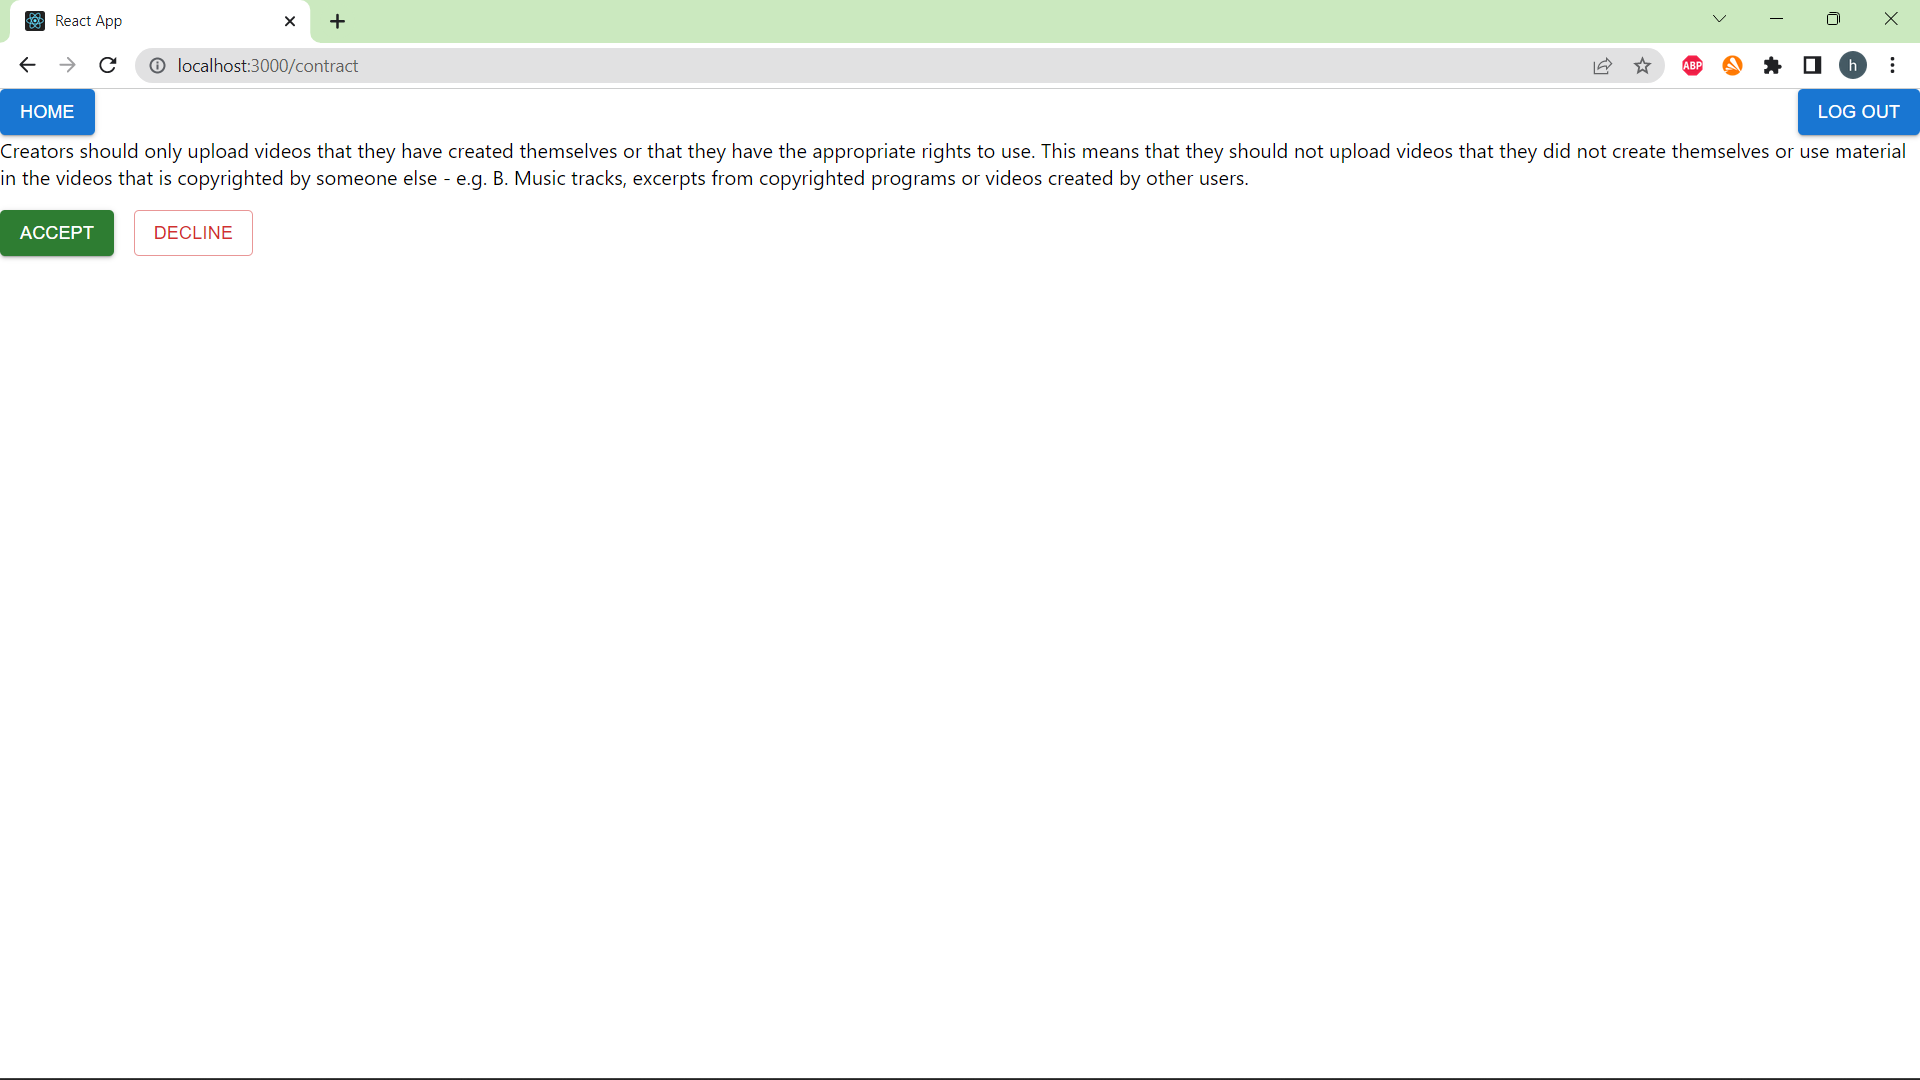 React App
localhost:3000/contract
ABP
h
HOME
LOG OUT
Creators should only upload videos that they have created themselves or that they have the appropriate rights to use. This means that they should not upload videos that they did not create themselves or use material
in the videos that is copyrighted by someone else - e.g. B. Music tracks, excerpts from copyrighted programs or videos created by other users.
ACCEPT
DECLINE